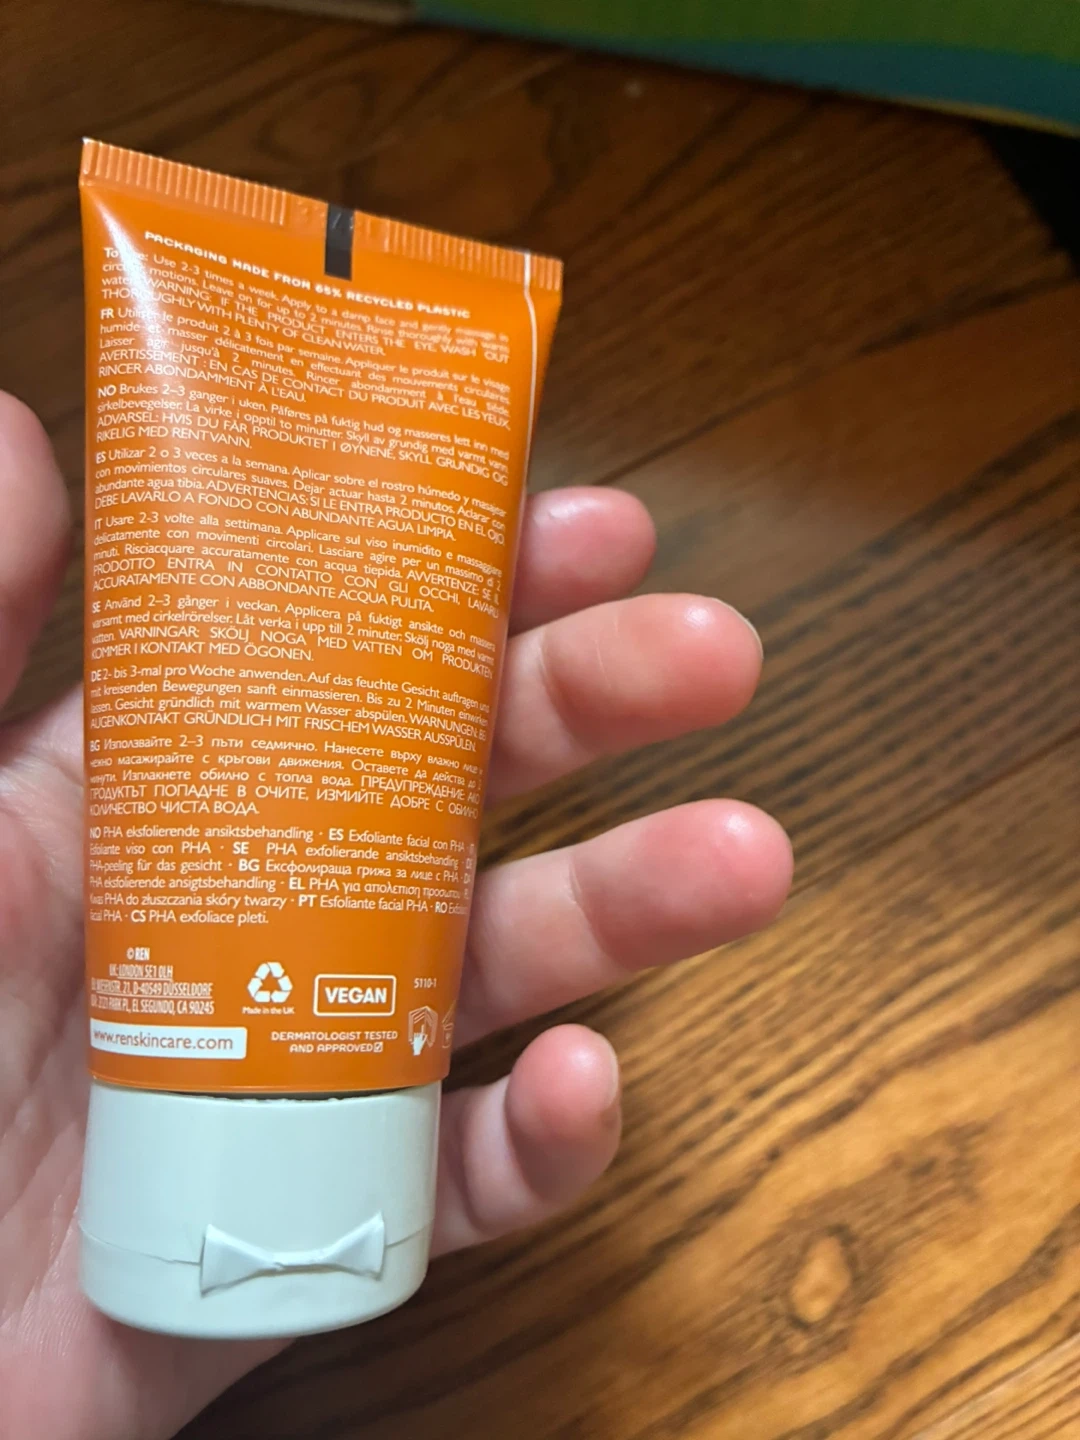 PACKAGING MADE FROM 65% RECYCLED PLASTIC
To Use: Use 2-3 times a week. Apply to a damp face and gently massage in
circular motions. Leave on for up to 2 minutes. Rinse thoroughly with warm
water. WARNING: IF THE PRODUCT ENTERS THE EYE, WASH OUT
THOROUGHLY WITH PLENTY OF CLEAN WATER.
FR Utiliser le produit 2 à 3 fois par semaine. Appliquer le produit sur le visage
humide et masser délicatement en effectuant des mouvements circulaires.
Laisser agir jusqu'à 2 minutes. Rincer abondamment à l'eau tiède.
AVERTISSEMENT : EN CAS DE CONTACT DU PRODUIT AVEC LES YEUX,
RINCER ABONDAMMENT À L'EAU.
NO Brukes 2–3 ganger i uken. Påføres på fuktig hud og masseres lett inn med
sirkelbevegelser. La virke i opptil to minutter. Skyll av grundig med varmt vann.
ADVARSEL: HVIS DU FÅR PRODUKTET I ØYNENE, SKYLL GRUNDIG OG
RIKELIG MED RENT VANN.
ES Utilizar 2 o 3 veces a la semana. Aplicar sobre el rostro húmedo y masajear
con movimientos circulares suaves. Dejar actuar hasta 2 minutos. Aclarar con
abundante agua tibia. ADVERTENCIAS: SI LE ENTRA PRODUCTO EN EL OJO,
DEBE LAVARLO A FONDO CON ABUNDANTE AGUA LIMPIA.
IT Usare 2-3 volte alla settimana. Applicare sul viso inumidito e massaggiare
delicatamente con movimenti circolari. Lasciare agire per un massimo di 2
minuti. Risciacquare accuratamente con acqua tiepida. AVVERTENZE: SE IL
PRODOTTO ENTRA IN CONTATTO CON GLI OCCHI, LAVARLI
ACCURATAMENTE CON ABBONDANTE ACQUA PULITA.
SE Använd 2–3 gånger i veckan. Applicera på fuktigt ansikte och massera
varsamt med cirkelrörelser. Låt verka i upp till 2 minuter. Skölj noga med varmt
vatten. VARNINGAR: SKÖLJ NOGA MED VATTEN OM PRODUKTEN
KOMMER I KONTAKT MED ÖGONEN.
DE 2- bis 3-mal pro Woche anwenden. Auf das feuchte Gesicht auftragen und
mit kreisenden Bewegungen sanft einmassieren. Bis zu 2 Minuten einwirken
lassen. Gesicht gründlich mit warmem Wasser abspülen. WARNUNGEN: BEI
AUGENKONTAKT GRÜNDLICH MIT FRISCHEM WASSER AUSSPÜLEN.
BG Използвайте 2–3 пъти седмично. Нанесете върху влажно лице и
нежно масажирайте с кръгови движения. Оставете да действа до 2
минути. Изплакнете обилно с топла вода. ПРЕДУПРЕЖДЕНИЕ: АКО
ПРОДУКТЪТ ПОПАДНЕ В ОЧИТЕ, ИЗМИЙТЕ ДОБРЕ С ОБИЛНО
КОЛИЧЕСТВО ЧИСТА ВОДА.
NO PHA eksfolierende ansiktsbehandling · ES Exfoliante facial con PHA · IT
Esfoliante viso con PHA · SE PHA exfolierande ansiktsbehandling · DE
PHA-peeling für das gesicht · BG Ексфолираща грижа за лице с PHA · DA
PHA eksfolierende ansigtsbehandling · EL PHA για απολέπιση προσώπου
Kwas PHA do złuszczania skóry twarzy · PT Esfoliante facial PHA · RO
facial PHA · CS PHA exfoliace pleti.
© REN
UK: LONDON SE1 0LH
21, D-40549 DÜSSELDORF
2121 PARK PL, EL SEGUNDO, CA 90245
www.renskincare.com
Made in the UK
VEGAN
DERMATOLOGIST TESTED
AND APPROVED
5110-1